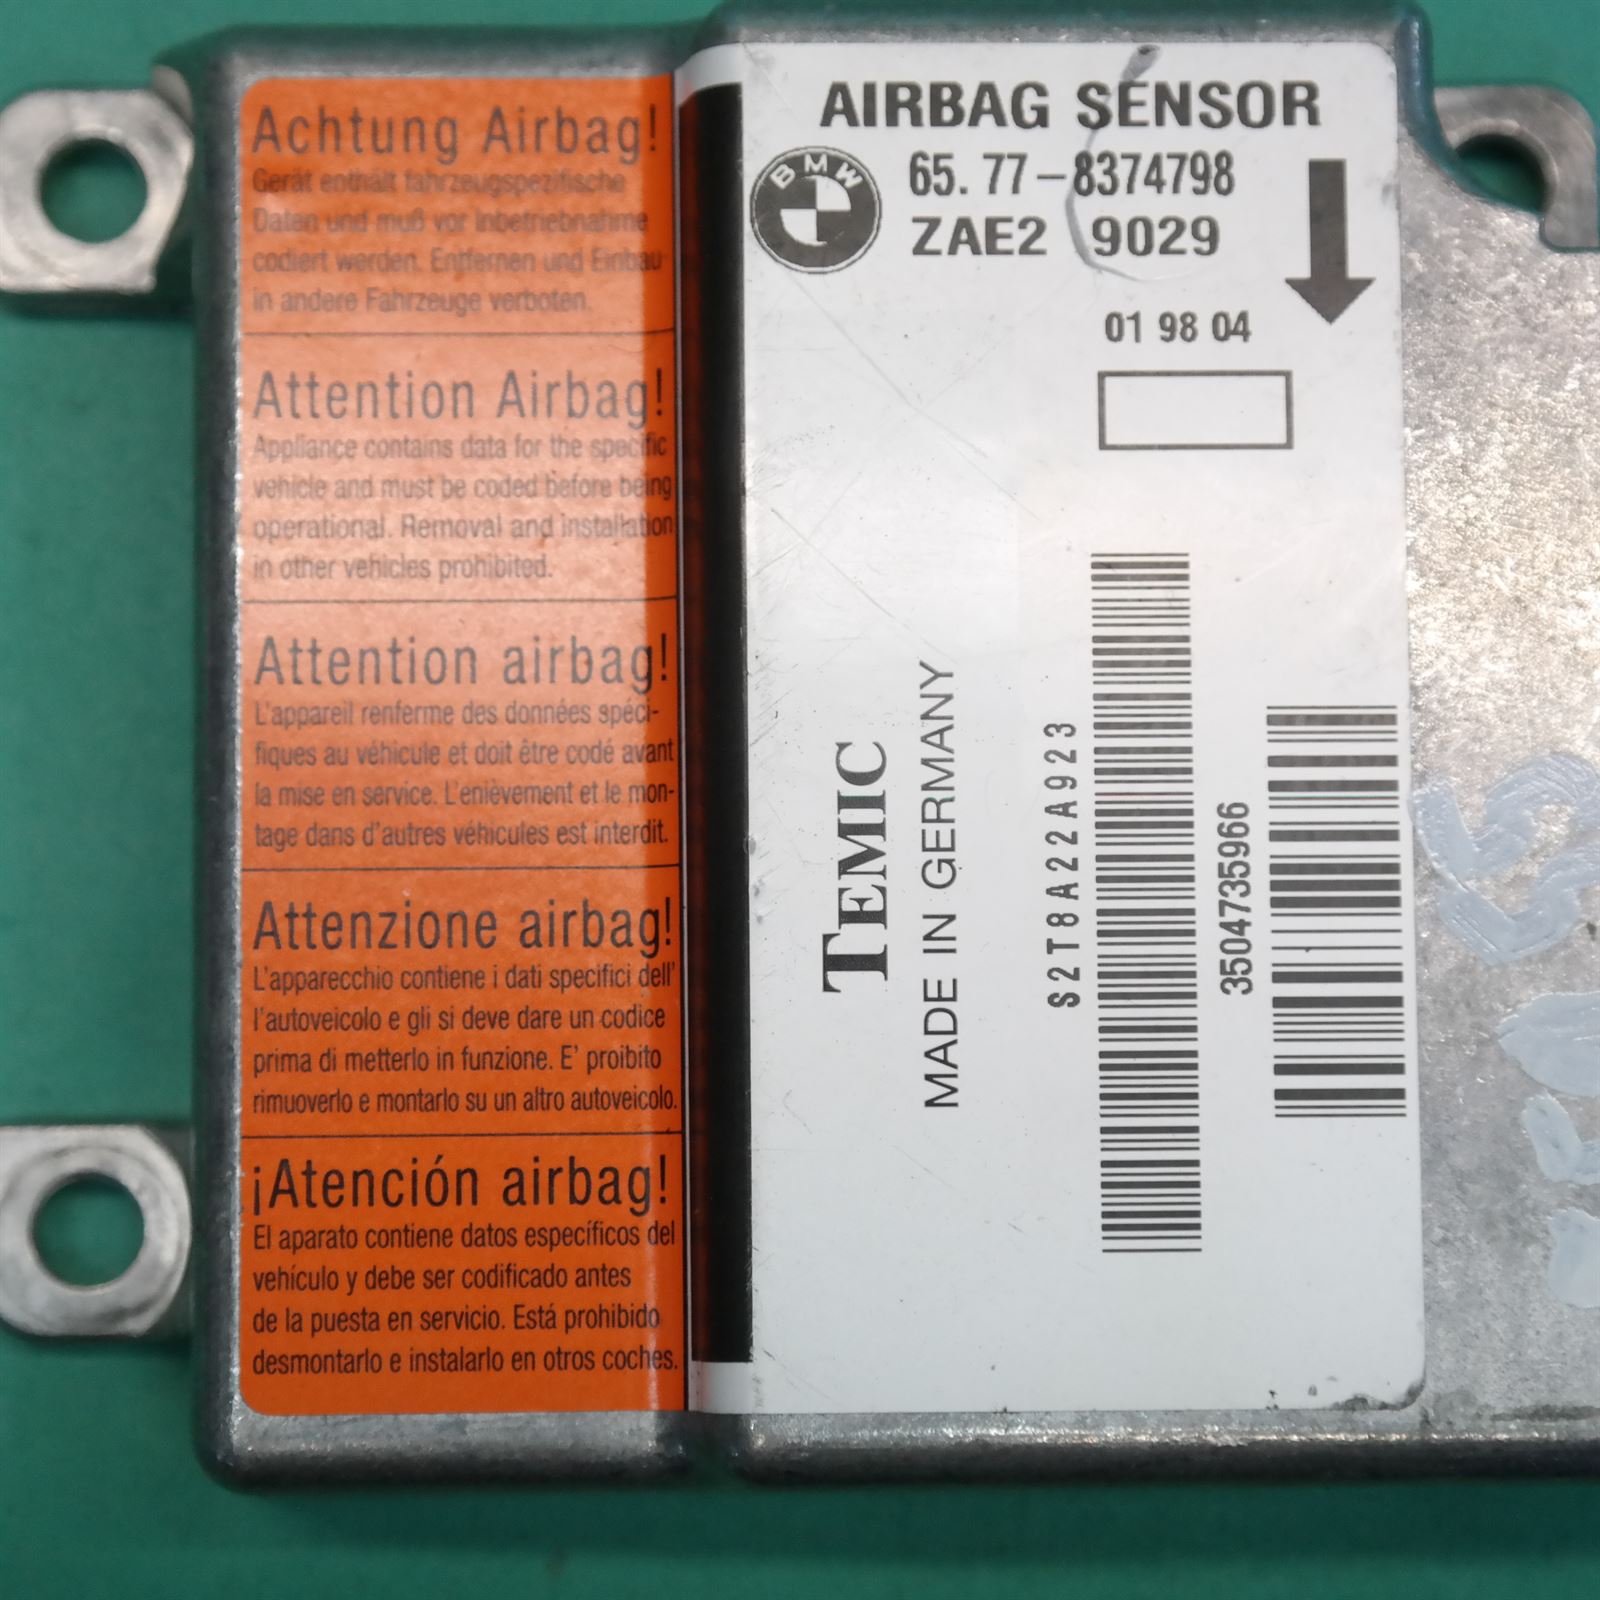 Achtung Airbag!
Gerät enthält fahrzeugspezifische
Daten und muß vor Inbetriebnahme
codiert werden. Entfernen und Einbau
in andere Fahrzeuge verboten.
Attention Airbag!
Appliance contains data for the specific
vehicle and must be coded before being
operational. Removal and installation
in other vehicles prohibited.
Attention airbag!
L'appareil renferme des données spéci-
fiques au véhicule et doit être codé avant
la mise en service. L'enièvement et le mon-
tage dans d'autres véhicules est interdit.
Attenzione airbag!
L'apparecchio contiene i dati specifici dell'
l'autoveicolo e gli si deve dare un codice
prima di metterlo in funzione. E' proibito
rimuoverlo e montarlo su un altro autoveicolo.
¡Atención airbag!
El aparato contiene datos específicos del
vehículo y debe ser codificado antes
de la puesta en servicio. Está prohibido
desmontarlo e instalarlo en otros coches.
AIRBAG SENSOR
BMW
65.77-8374798
ZAE2 9029
01 98 04
TEMIC
MADE IN GERMANY
S2T8A22A923
3504735966